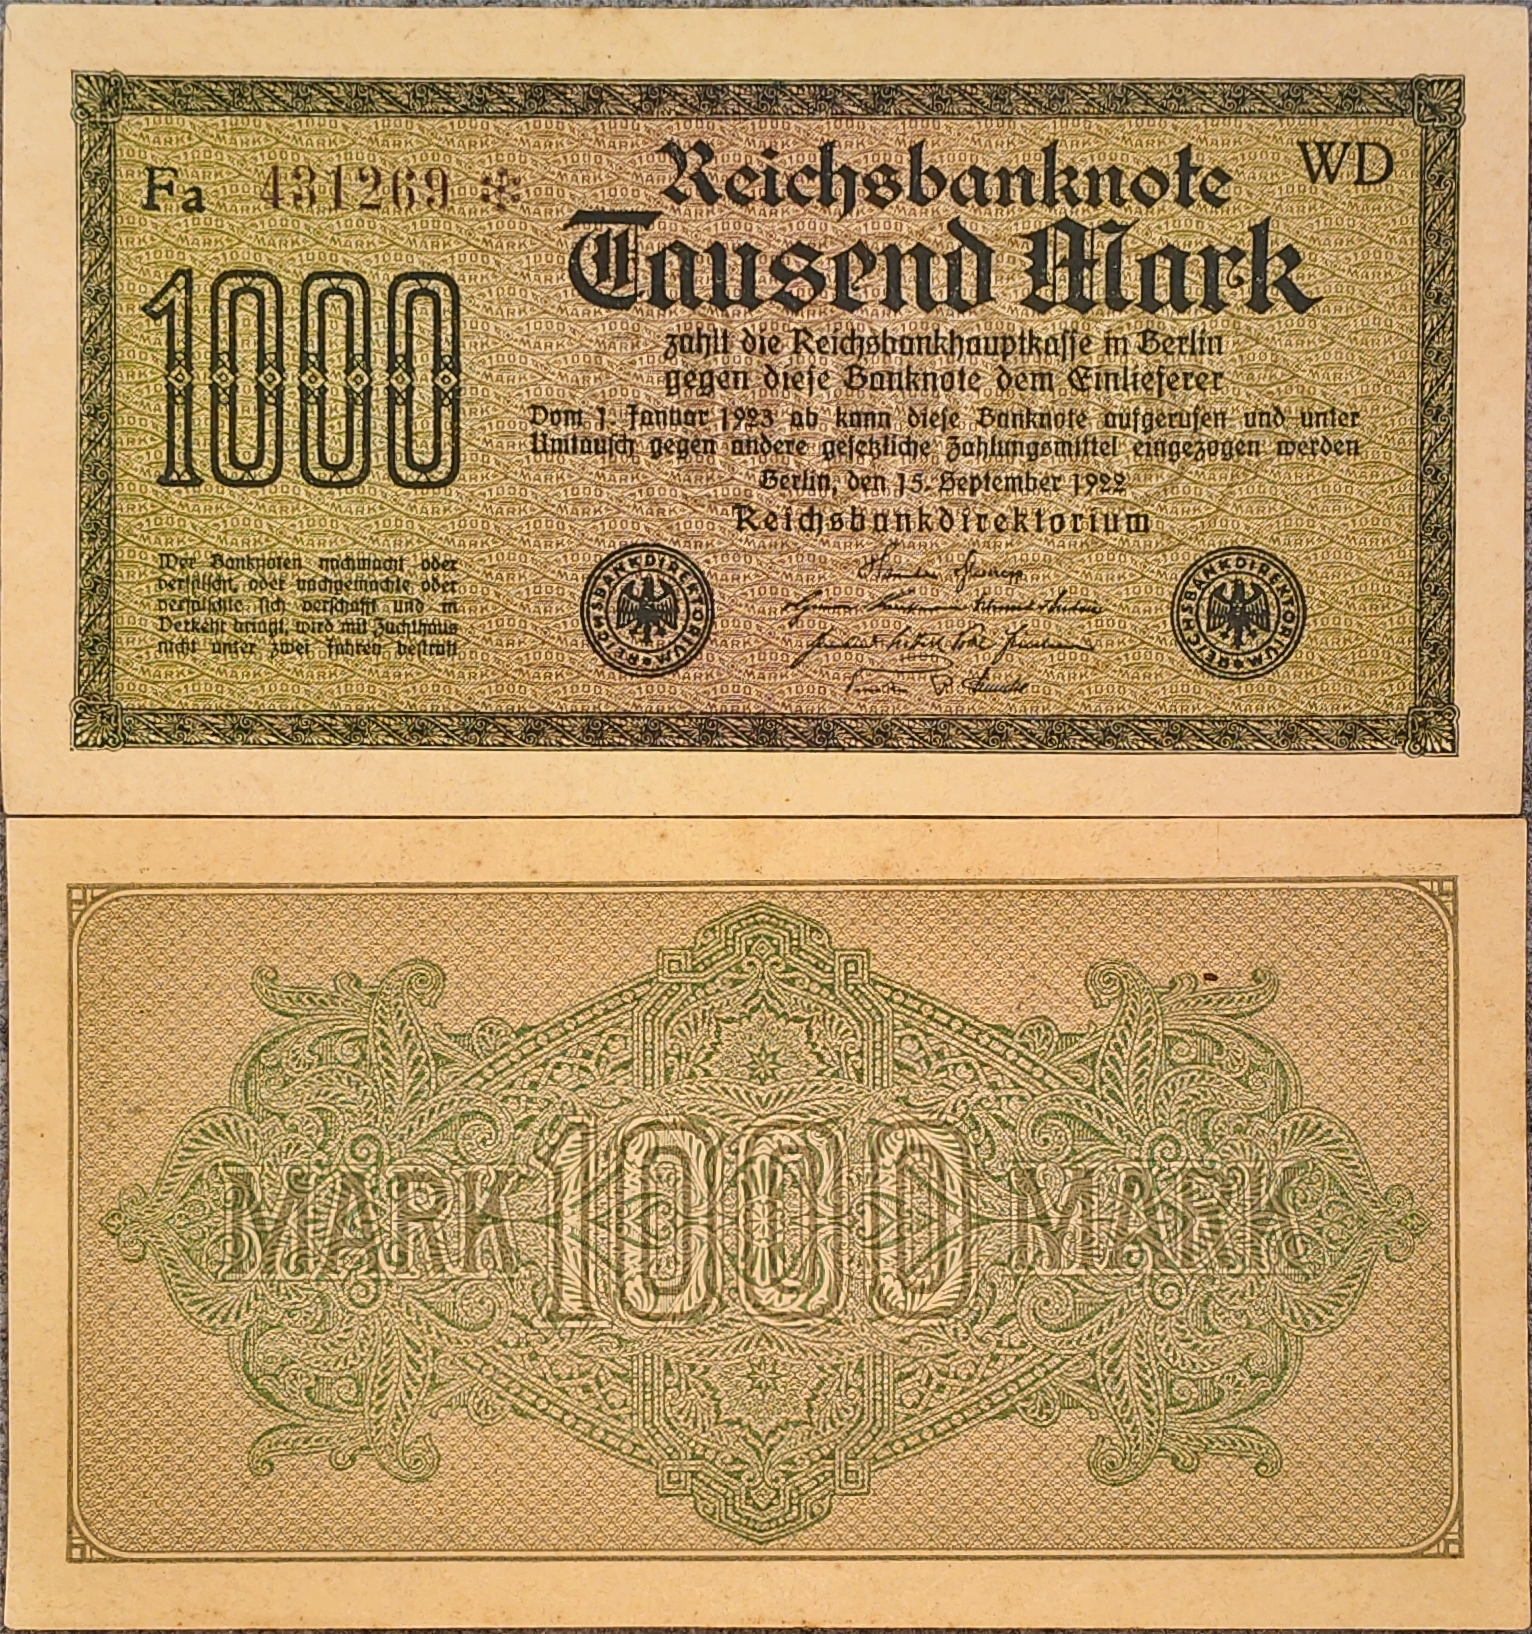 Fa 431269 *
Reichsbanknote
WD
Tausend Mark
1000
zahlt die Reichsbankhauptkasse in Berlin
gegen diese Banknote dem Einlieferer
Vom 1. Januar 1923 ab kann diese Banknote aufgerufen und unter
Umtausch gegen andere gesetzliche Zahlungsmittel eingezogen werden
Berlin, den 15. September 1922
Reichsbankdirektorium
Wer Banknoten nachmacht oder
verfälscht, oder nachgemachte oder
verfälschte sich verschafft und in
Verkehr bringt, wird mit Zuchthaus
nicht unter zwei Jahren bestraft
REICHSBANKDIREKTORIUM
REICHSBANKDIREKTORIUM
MARK 1000 MARK